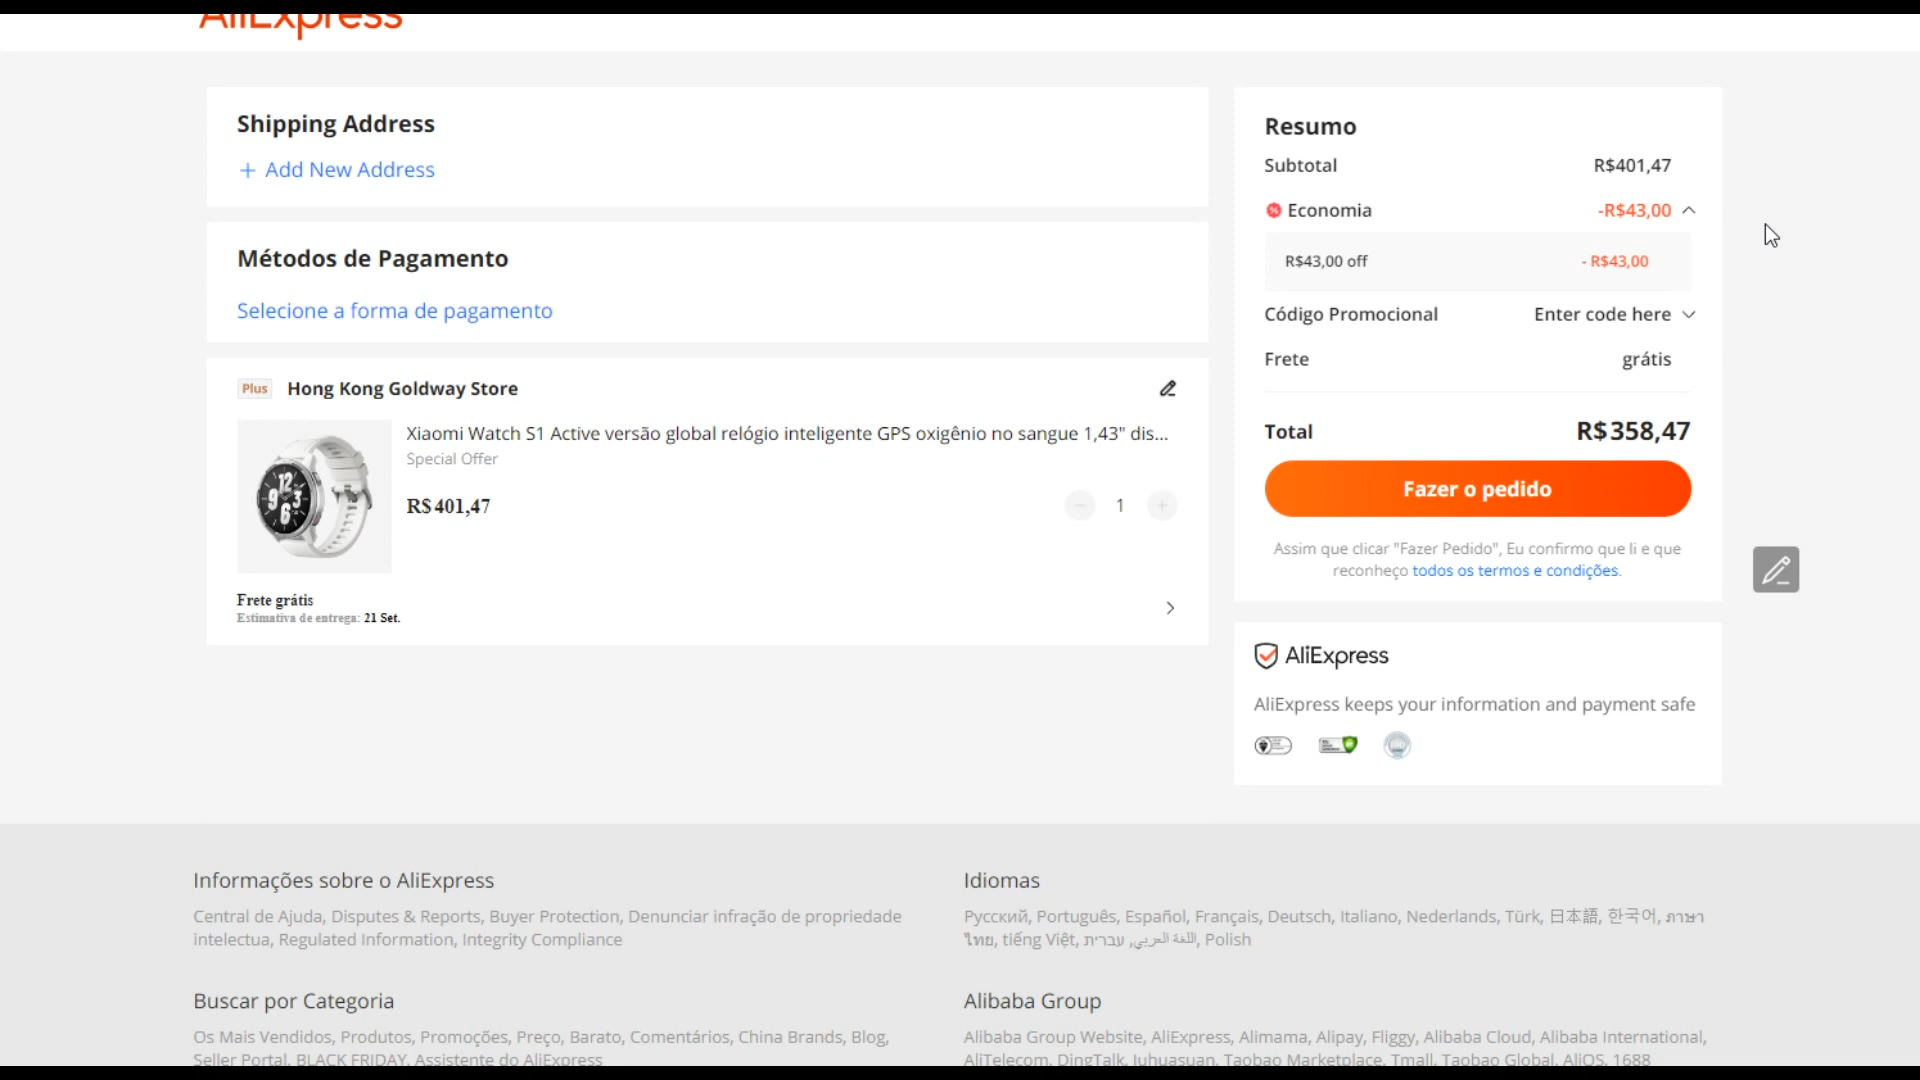 AliExpress
Shipping Address
+ Add New Address
Métodos de Pagamento
Selecione a forma de pagamento
Plus Hong Kong Goldway Store
Xiaomi Watch S1 Active versão global relógio inteligente GPS oxigênio no sangue 1,43" dis...
Special Offer
R$401,47
1
Frete grátis
Estimativa de entrega: 21 Set.
Resumo
Subtotal R$401,47
Economia -R$43,00
R$43,00 off - R$43,00
Código Promocional Enter code here
Frete grátis
Total R$358,47
Fazer o pedido
Assim que clicar "Fazer Pedido", Eu confirmo que li e que
reconheço todos os termos e condições.
AliExpress
AliExpress keeps your information and payment safe
Informações sobre o AliExpress
Central de Ajuda, Disputes & Reports, Buyer Protection, Denunciar infração de propriedade
intelectua, Regulated Information, Integrity Compliance
Idiomas
Русский, Português, Español, Français, Deutsch, Italiano, Nederlands, Türk, 日本語, 한국어, ภาษา
ไทย, tiếng Việt, اللغة العربي, עברית, Polish
Buscar por Categoria
Os Mais Vendidos, Produtos, Promoções, Preço, Barato, Comentários, China Brands, Blog,
Seller Portal, BLACK FRIDAY, Assistente do AliExpress
Alibaba Group
Alibaba Group Website, AliExpress, Alimama, Alipay, Fliggy, Alibaba Cloud, Alibaba International,
AliTelecom, DingTalk, Juhuasuan, Taobao Marketplace, Tmall, Taobao Global, AliOS, 1688